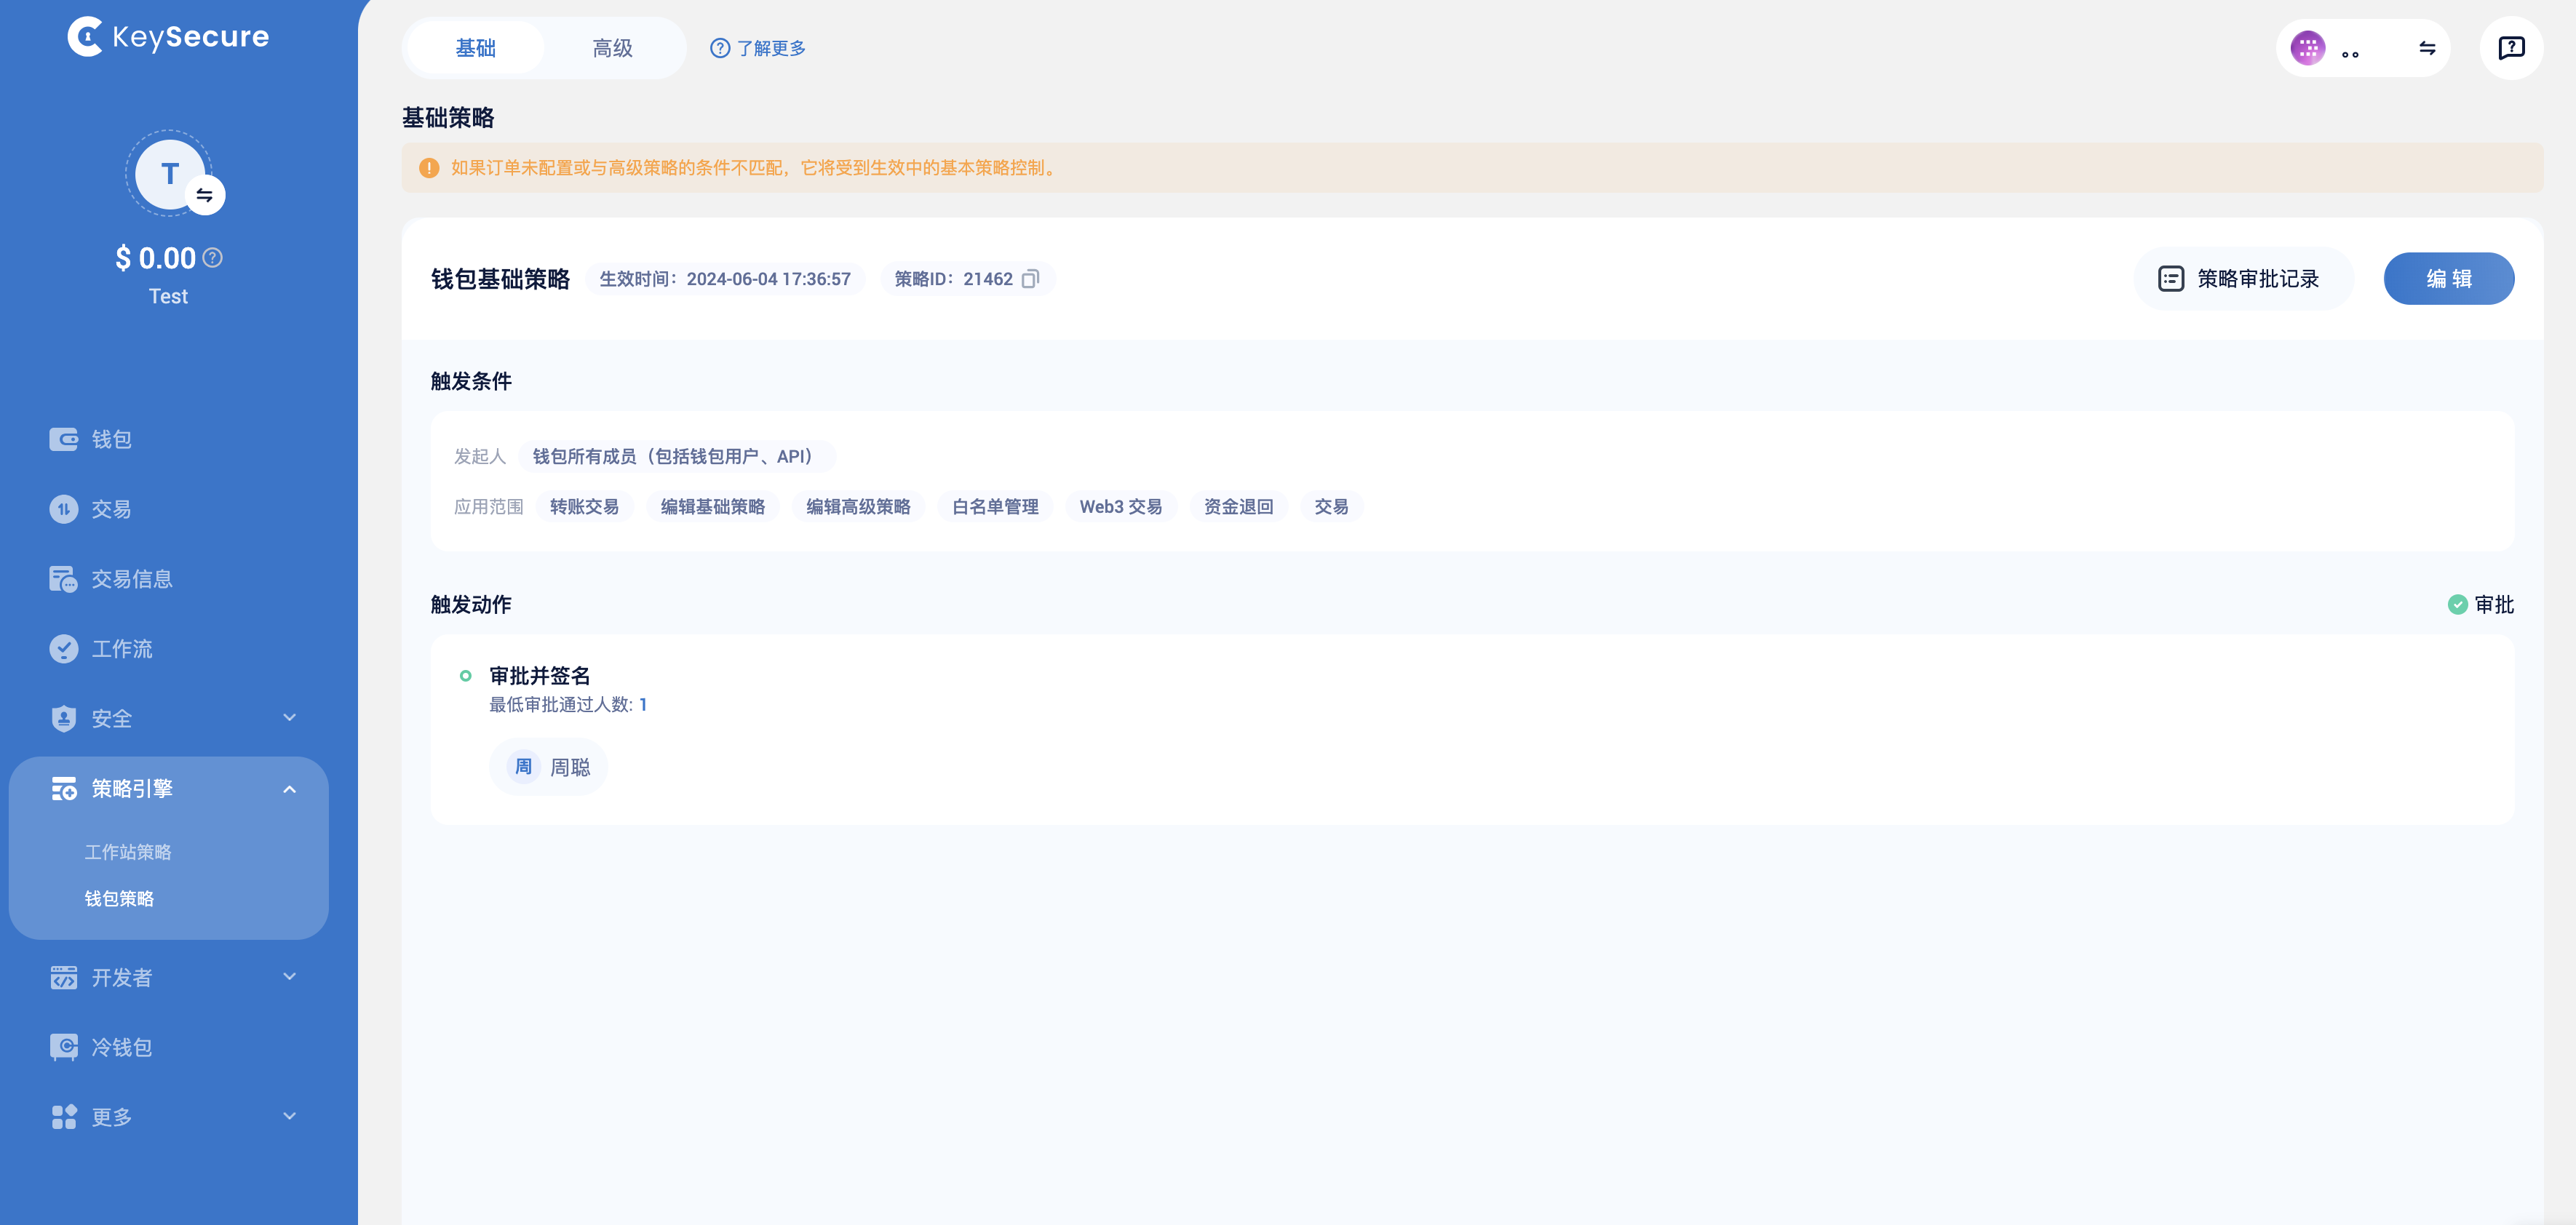 KeySecure
T
$ 0.00
Test
钱包
交易
交易信息
工作流
安全
策略引擎
工作站策略
钱包策略
开发者
冷钱包
更多
基础 高级 了解更多
基础策略
如果订单未配置或与高级策略的条件不匹配，它将受到生效中的基本策略控制。
钱包基础策略 生效时间：2024-06-04 17:36:57 策略ID：21462 策略审批记录 编 辑
触发条件
发起人 钱包所有成员（包括钱包用户、API）
应用范围 转账交易 编辑基础策略 编辑高级策略 白名单管理 Web3 交易 资金退回 交易
触发动作 审批
审批并签名
最低审批通过人数: 1
周 周聪